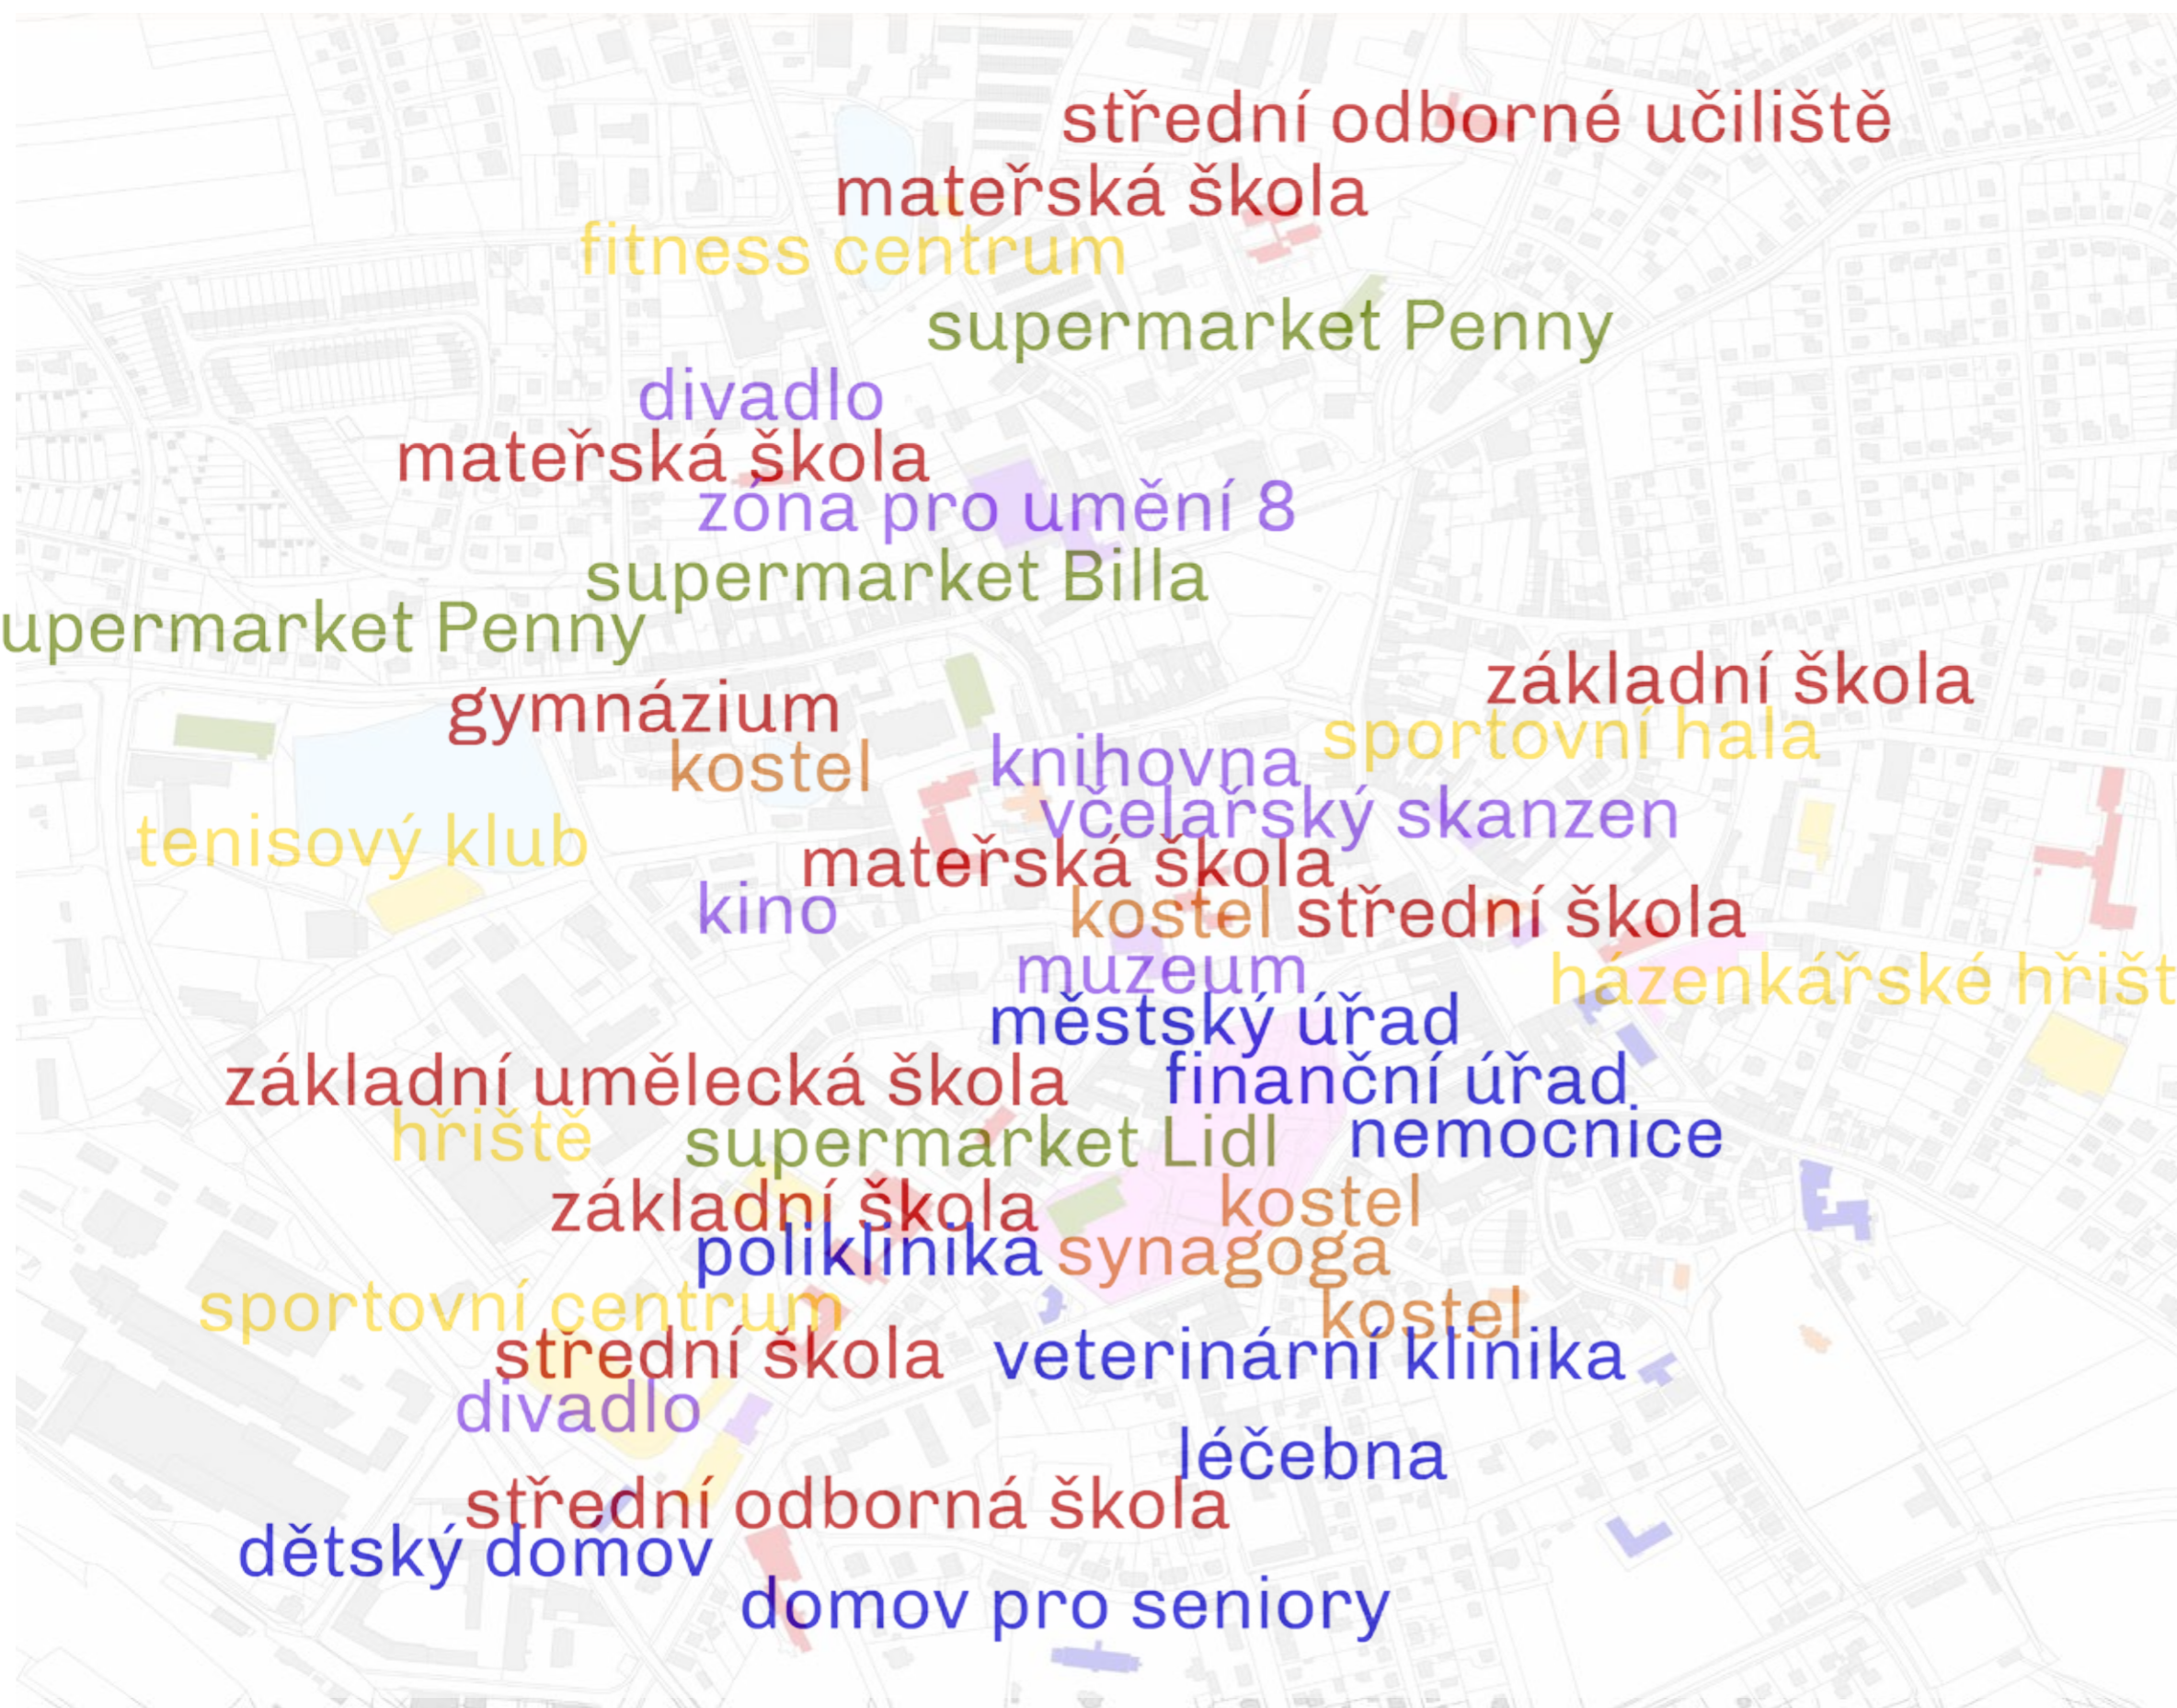 střední odborné učiliště
mateřská škola
fitness centrum
supermarket Penny
divadlo
mateřská škola
zóna pro umění 8
supermarket Billa
upermarket Penny
základní škola
gymnázium
sportovní hala
kostel
knihovna
včelařský skanzen
tenisový klub
mateřská škola
kino
kostel
střední škola
muzeum
házenkářské hřišt
městský úřad
základní umělecká škola
finanční úřad
hřiště
supermarket Lidl
nemocnice
základní škola
kostel
poliklinika
synagoga
sportovní centrum
kostel
střední škola
veterinární klinika
divadlo
léčebna
střední odborná škola
dětský domov
domov pro seniory